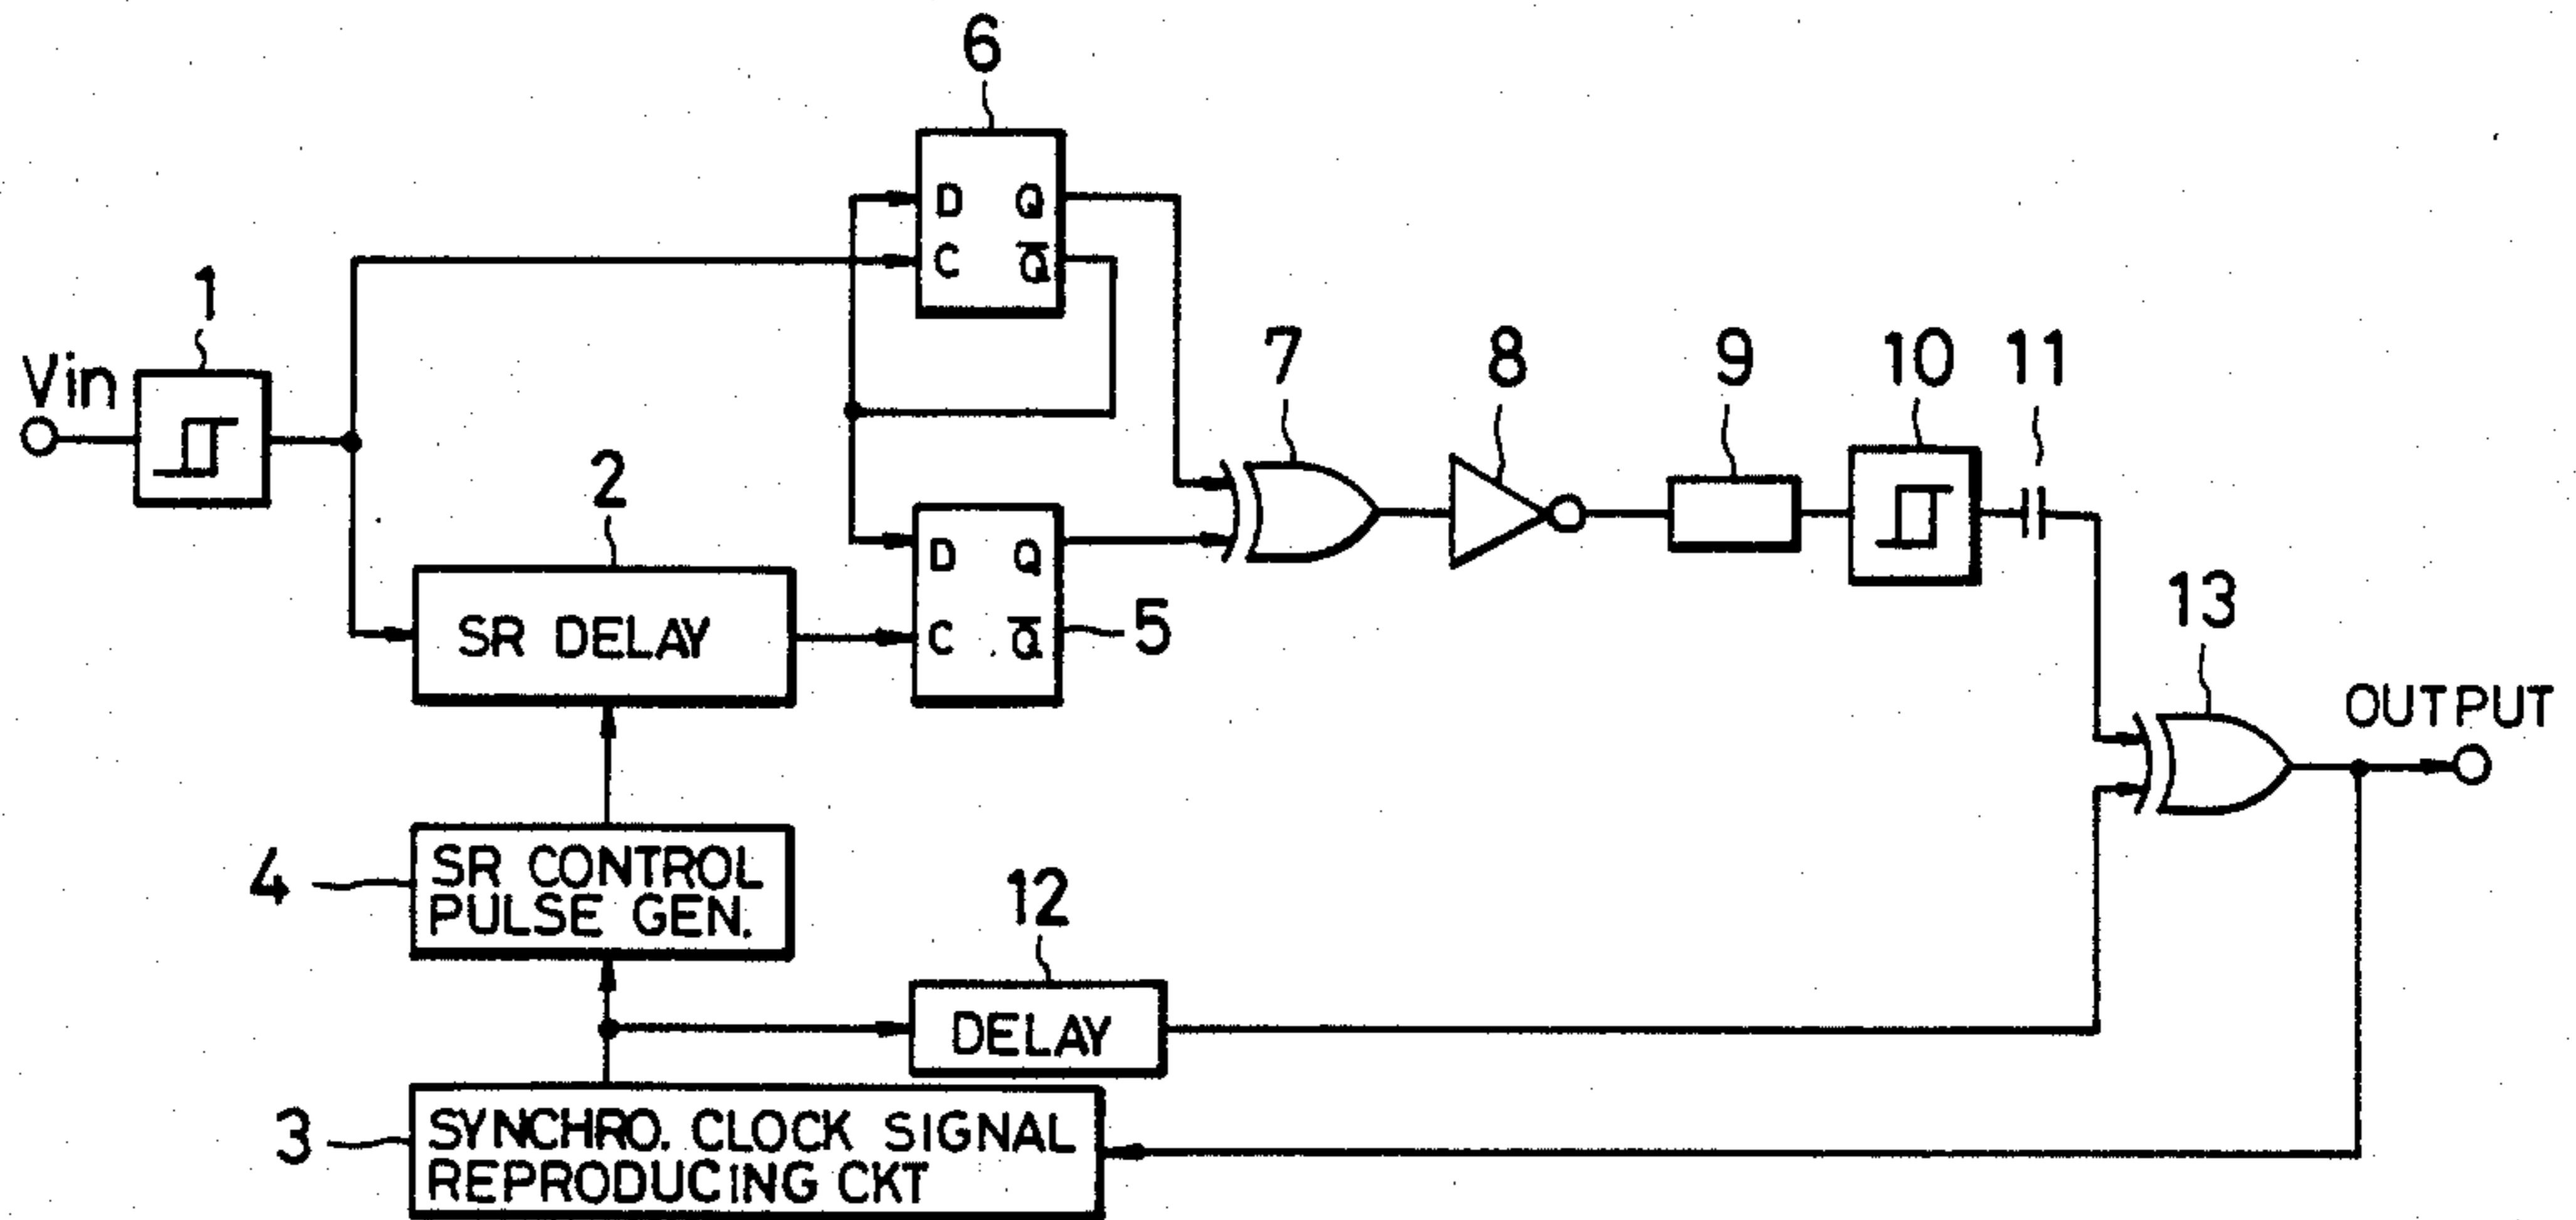 6
D Q
C Q̅
1
Vin
7
8
9
10
11
2
SR DELAY
D Q
C Q̅
5
13
OUTPUT
4
SR CONTROL
PULSE GEN.
12
DELAY
3
SYNCHRO. CLOCK SIGNAL
REPRODUCING CKT